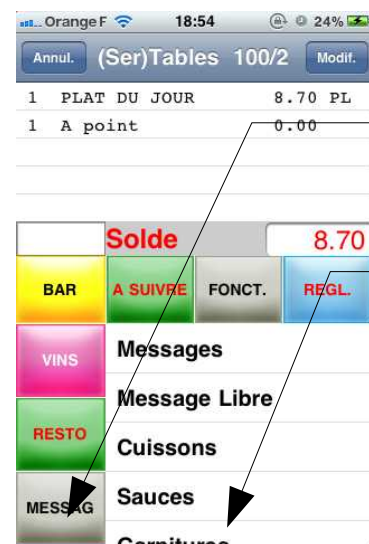 Orange F 18:54 24%
Annul. (Ser)Tables 100/2 Modif.
1 PLAT DU JOUR 8.70 PL
1 A point 0.00
Solde 8.70
BAR A SUIVRE FONCT. REGL.
VINS Messages
Message Libre
RESTO Cuissons
MESSAG Sauces
Garnitures